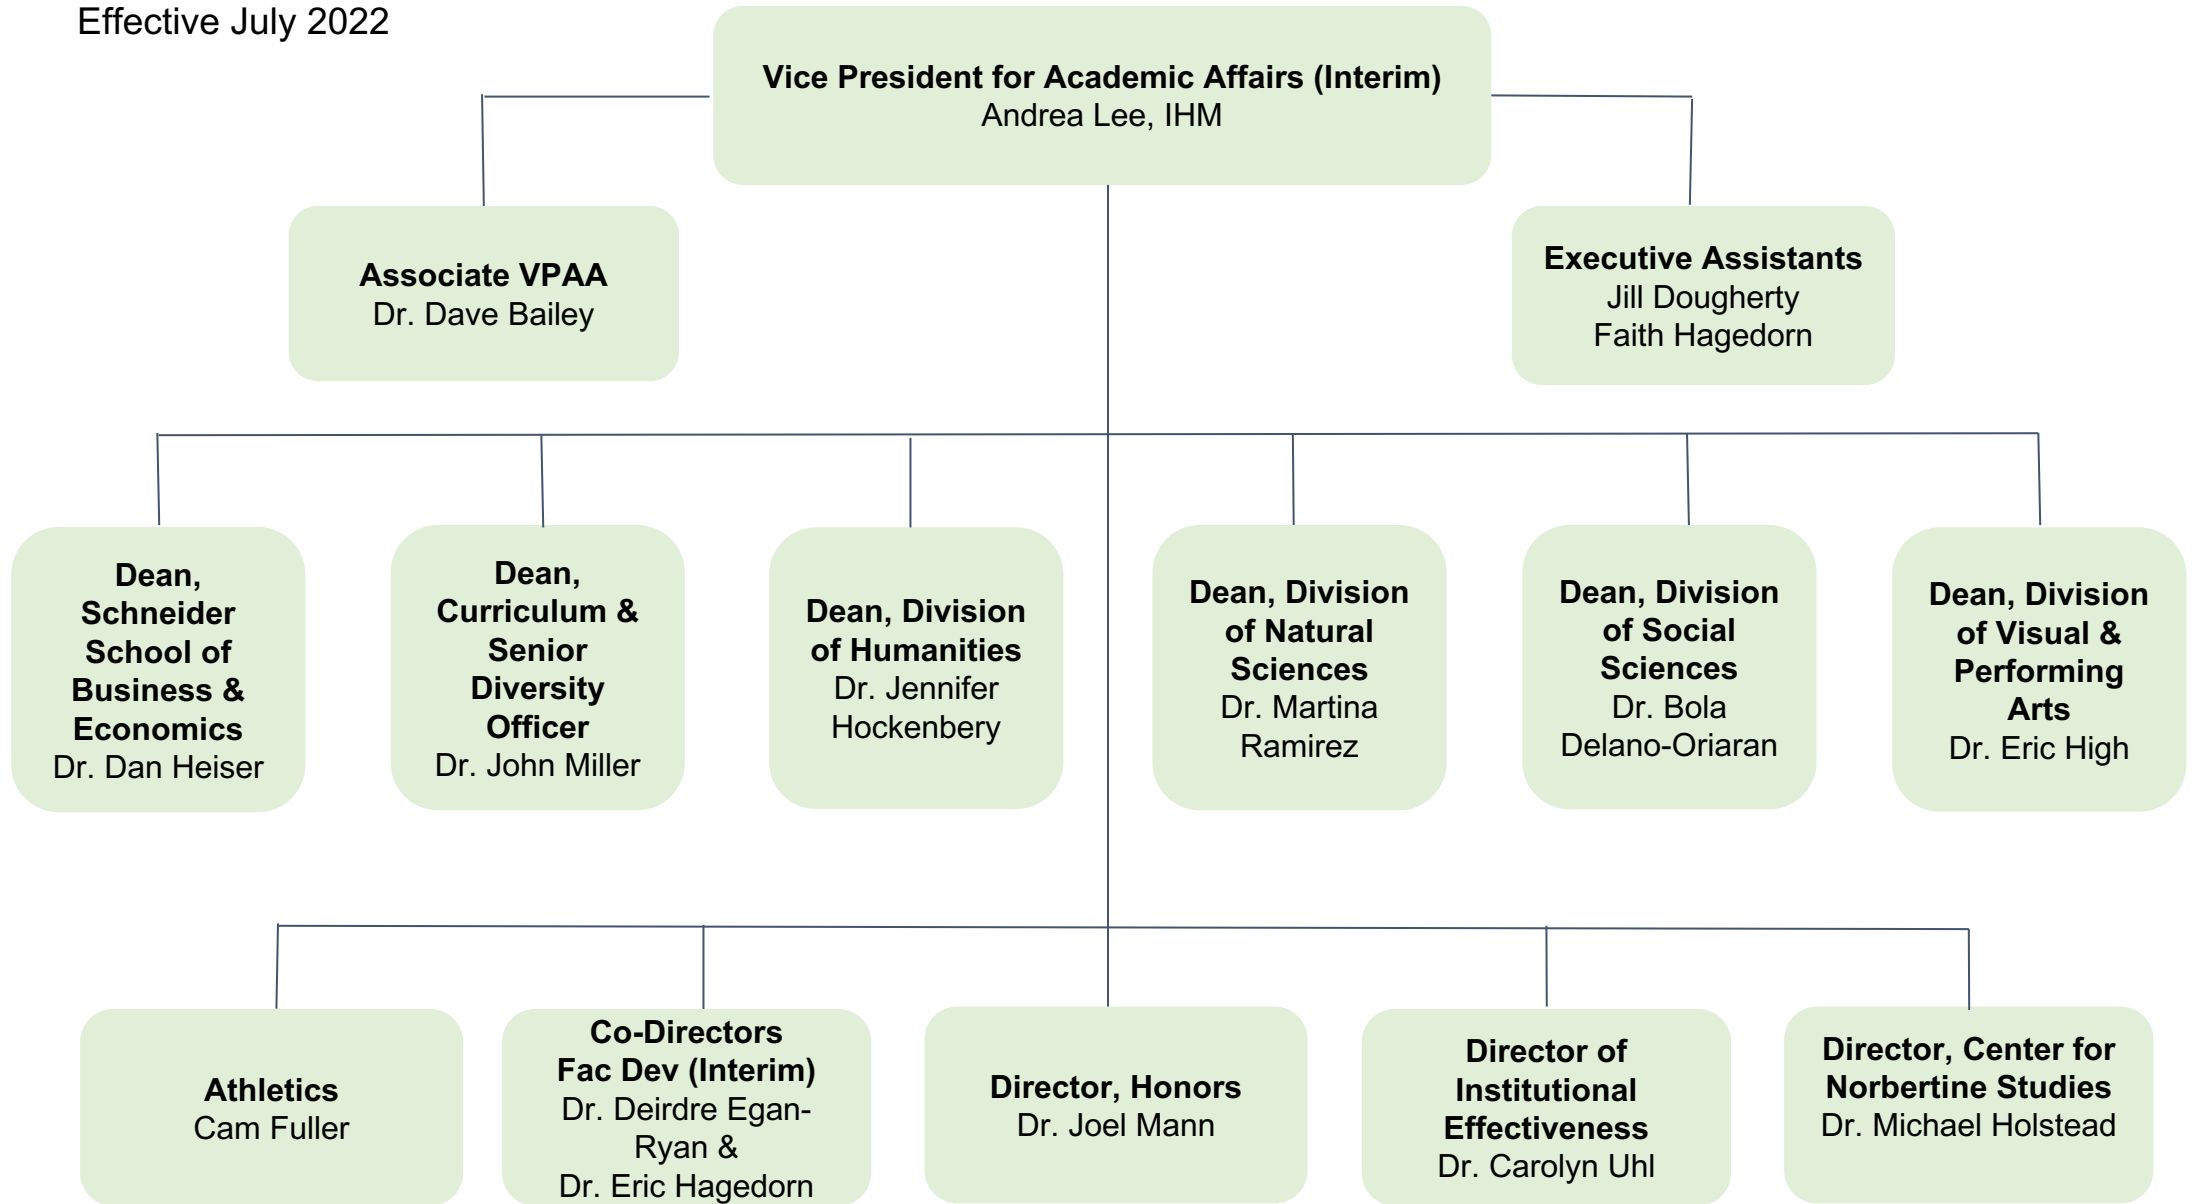 Effective July 2022
Vice President for Academic Affairs (Interim)
Andrea Lee, IHM
Associate VPAA
Dr. Dave Bailey
Executive Assistants
Jill Dougherty
Faith Hagedorn
Dean,
Schneider
School of
Business &
Economics
Dr. Dan Heiser
Dean,
Curriculum &
Senior
Diversity
Officer
Dr. John Miller
Dean, Division
of Humanities
Dr. Jennifer
Hockenbery
Dean, Division
of Natural
Sciences
Dr. Martina
Ramirez
Dean, Division
of Social
Sciences
Dr. Bola
Delano-Oriaran
Dean, Division
of Visual &
Performing
Arts
Dr. Eric High
Athletics
Cam Fuller
Co-Directors
Fac Dev (Interim)
Dr. Deirdre Egan-
Ryan &
Dr. Eric Hagedorn
Director, Honors
Dr. Joel Mann
Director of
Institutional
Effectiveness
Dr. Carolyn Uhl
Director, Center for
Norbertine Studies
Dr. Michael Holstead